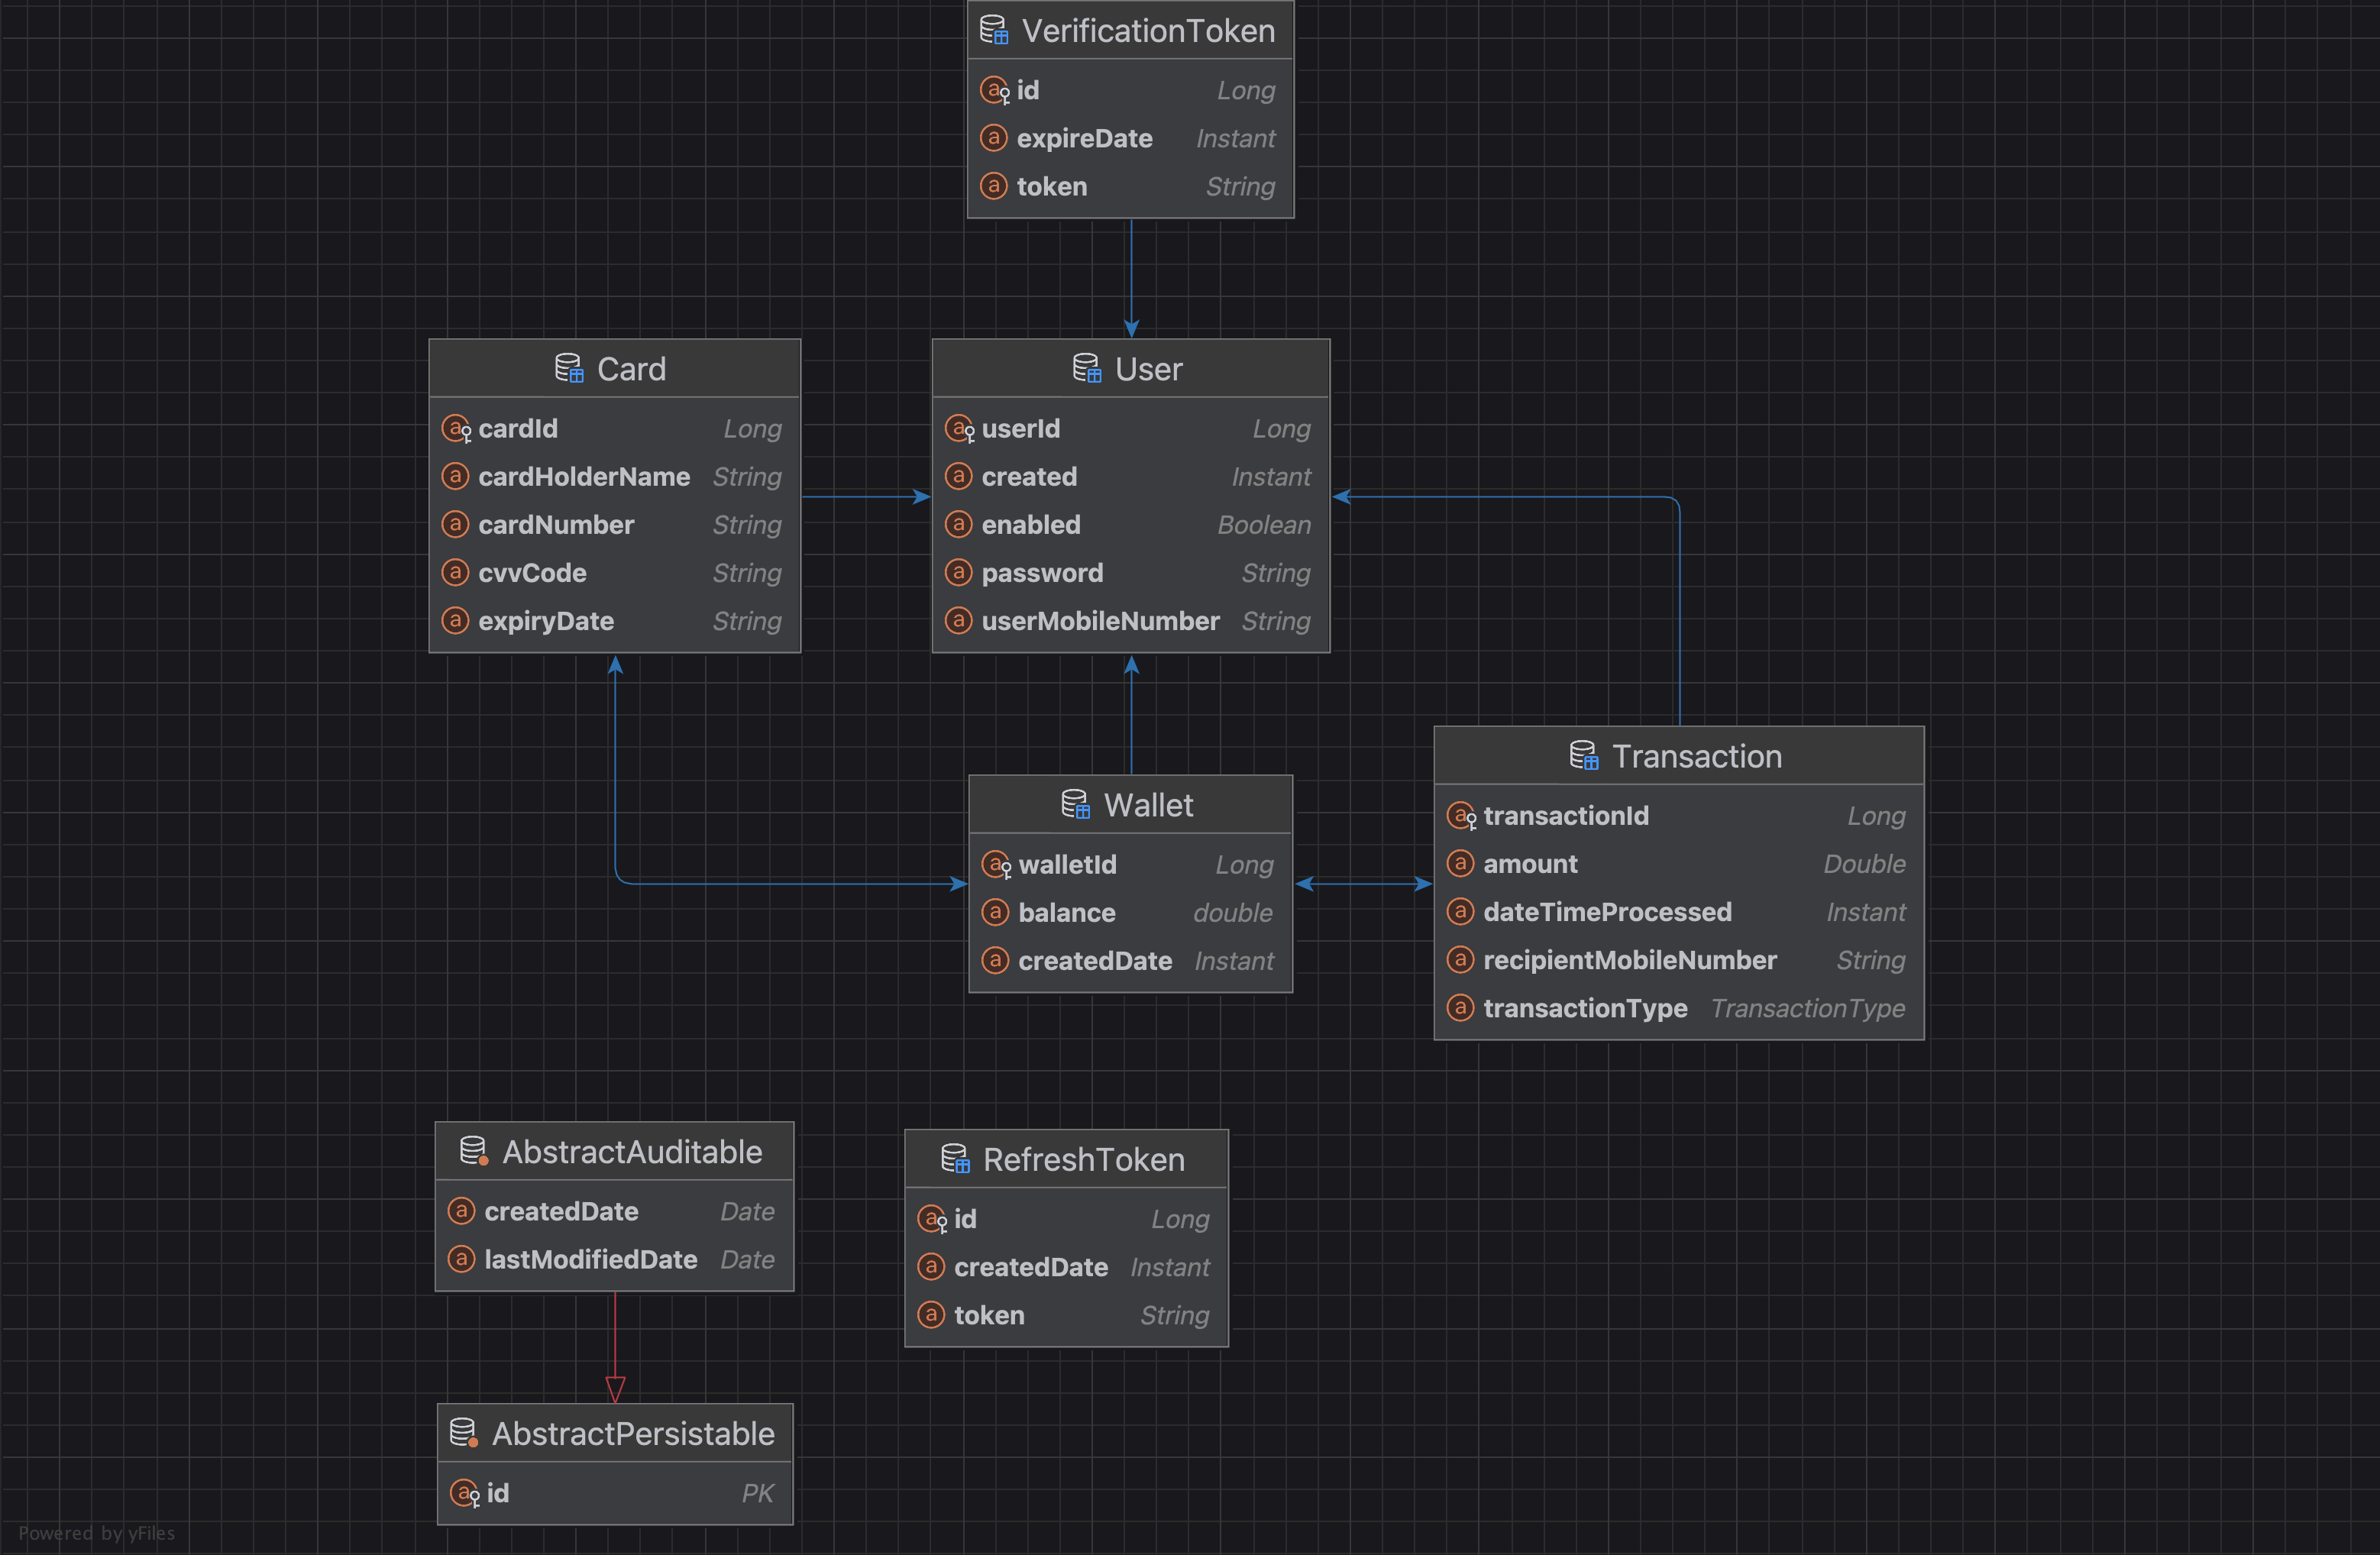 VerificationToken
id Long
expireDate Instant
token String
Card
cardId Long
cardHolderName String
cardNumber String
cvvCode String
expiryDate String
User
userId Long
created Instant
enabled Boolean
password String
userMobileNumber String
Wallet
walletId Long
balance double
createdDate Instant
Transaction
transactionId Long
amount Double
dateTimeProcessed Instant
recipientMobileNumber String
transactionType TransactionType
AbstractAuditable
createdDate Date
lastModifiedDate Date
RefreshToken
id Long
createdDate Instant
token String
AbstractPersistable
id PK
Powered by yFiles